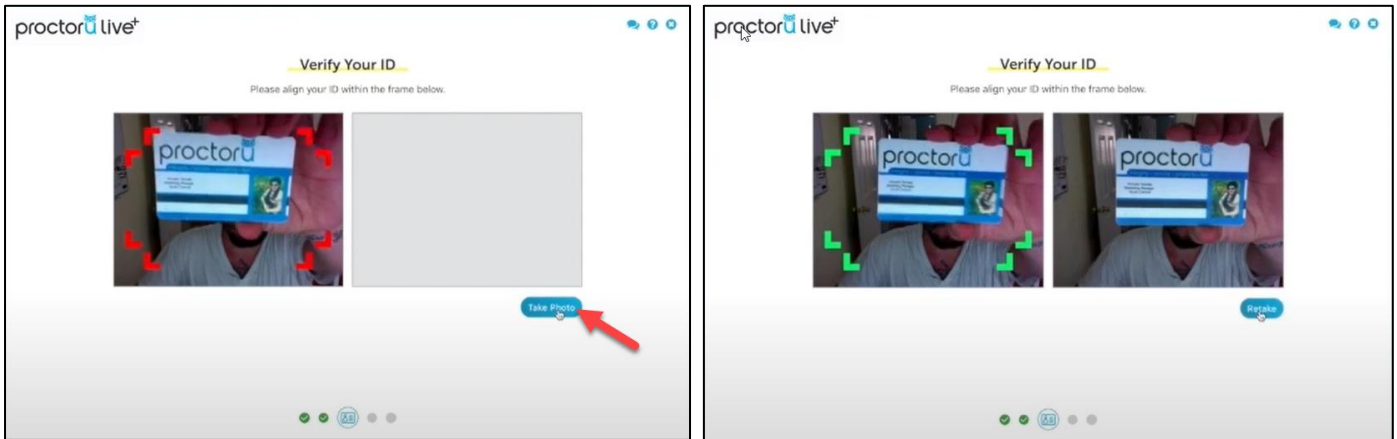 proctoru live+
Verify Your ID
Please align your ID within the frame below.
proctoru
Take Photo
proctoru live+
Verify Your ID
Please align your ID within the frame below.
proctoru
proctoru
Retake